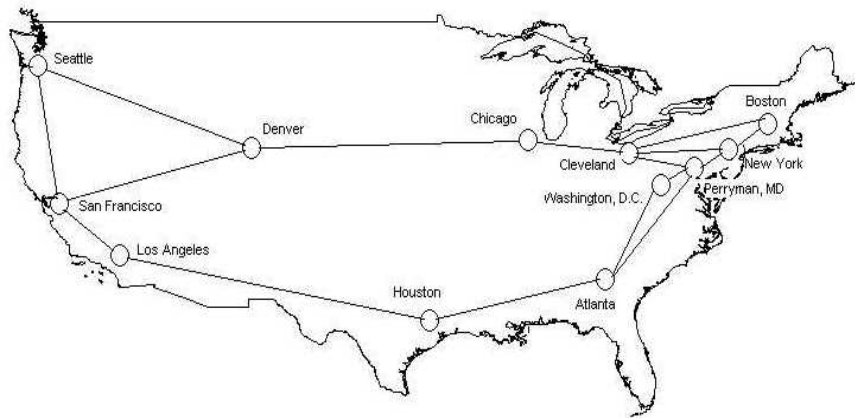 Seattle
Boston
Chicago
Denver
Cleveland
New York
Washington, D.C.
Perryman, MD
San Francisco
Los Angeles
Houston
Atlanta